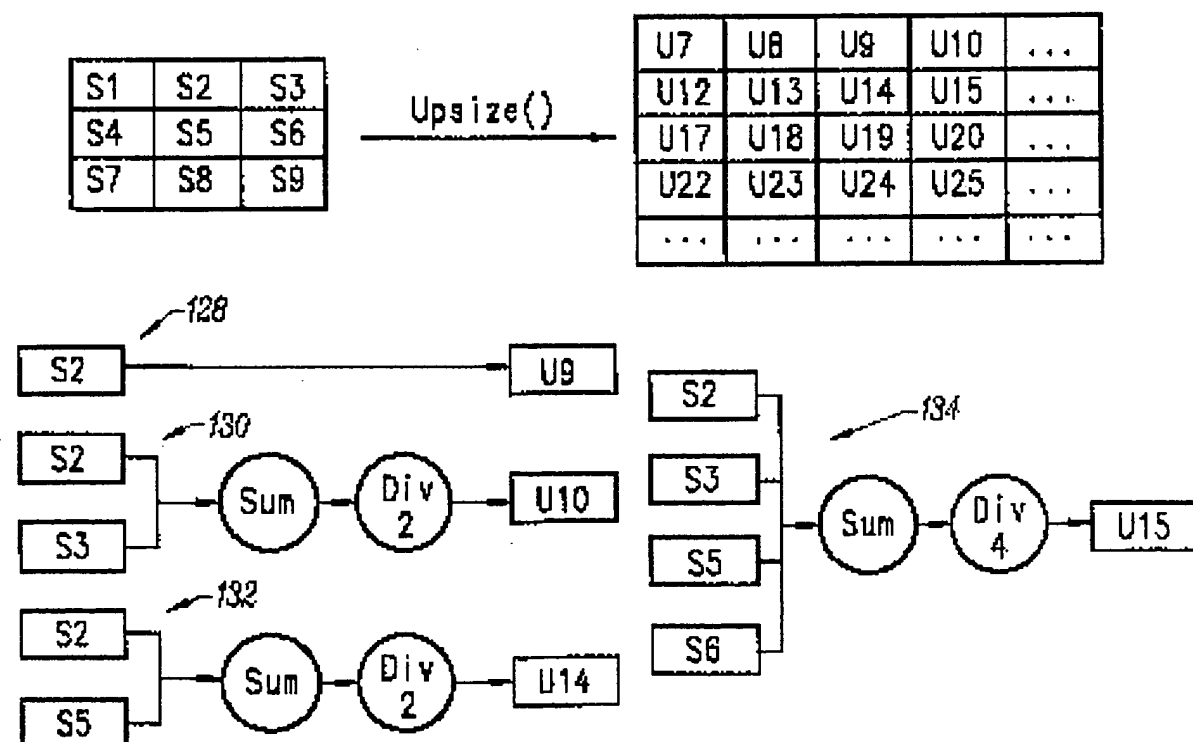 S1 S2 S3
S4 S5 S6
S7 S8 S9
Upsize()
U7 U8 U9 U10 ...
U12 U13 U14 U15 ...
U17 U18 U19 U20 ...
U22 U23 U24 U25 ...
... ... ... ... ...
128
S2 U9
130
S2
S3
Sum
Div
2
U10
132
S2
S5
Sum
Div
2
U14
134
S2
S3
S5
S6
Sum
Div
4
U15